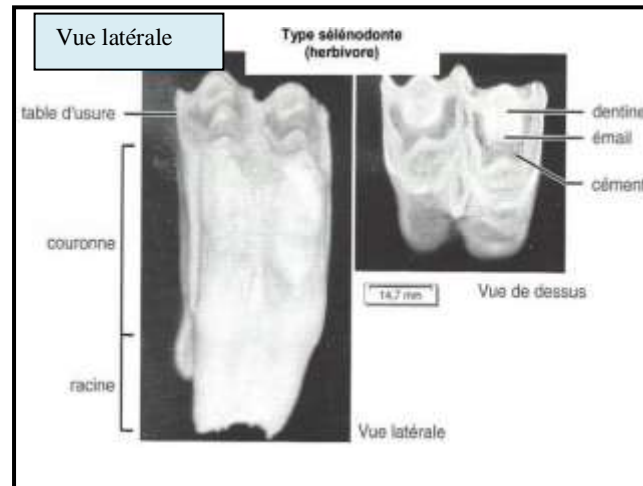 Vue latérale
Type sélénodonte
(herbivore)
table d'usure
couronne
racine
dentine
émail
cément
14,7 mm
Vue de dessus
Vue latérale